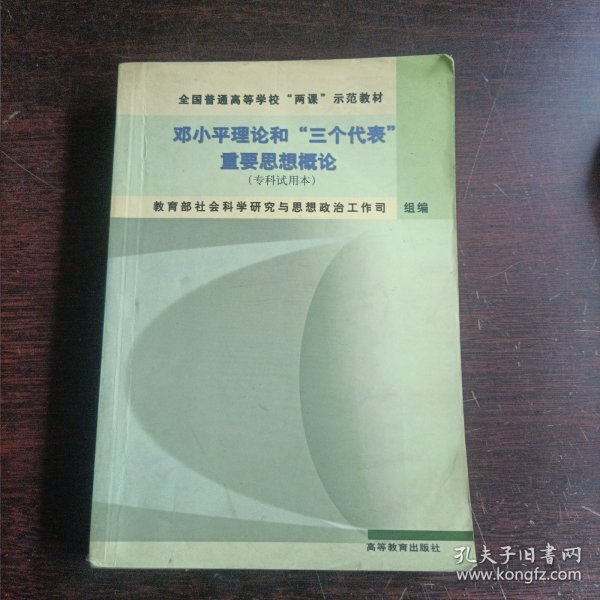 全国普通高等学校“两课”示范教材
邓小平理论和“三个代表”
重要思想概论
(专科试用本)
教育部社会科学研究与思想政治工作司 组编
高等教育出版社
孔夫子旧书网
www.kongfz.com